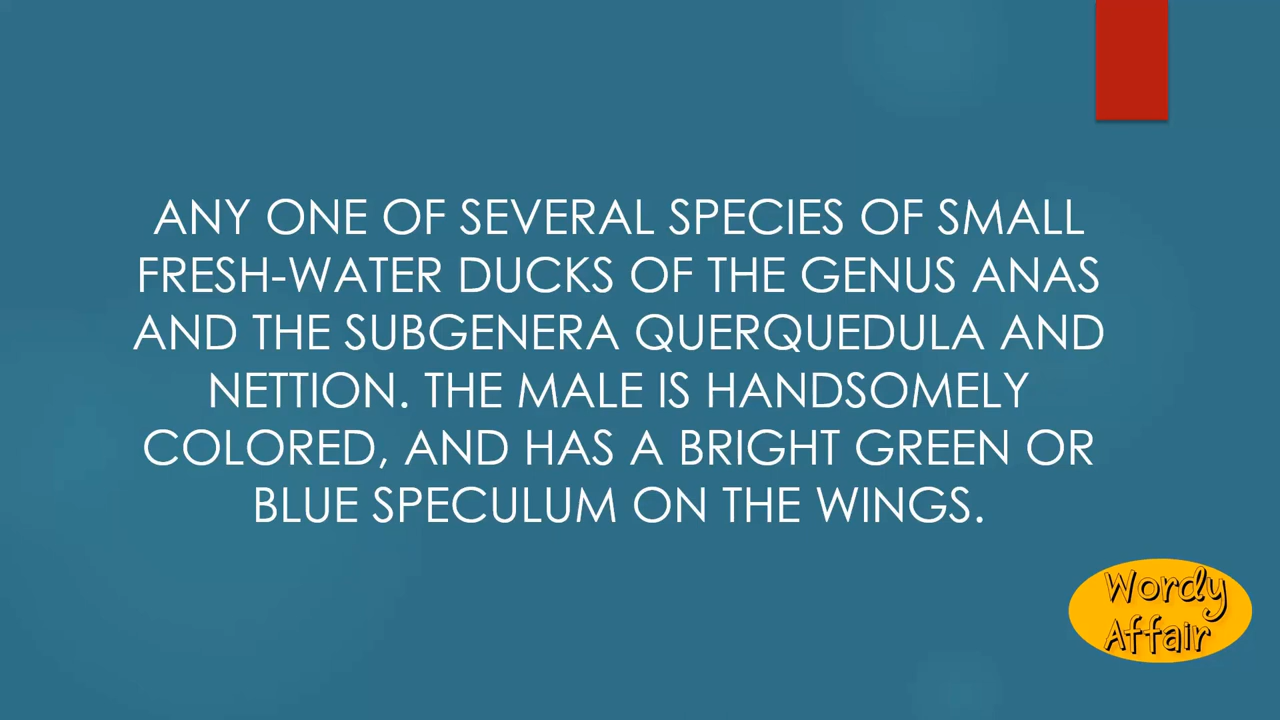 ANY ONE OF SEVERAL SPECIES OF SMALL
FRESH-WATER DUCKS OF THE GENUS ANAS
AND THE SUBGENERA QUERQUEDULA AND
NETTION. THE MALE IS HANDSOMELY
COLORED, AND HAS A BRIGHT GREEN OR
BLUE SPECULUM ON THE WINGS.
Wordy
Affair